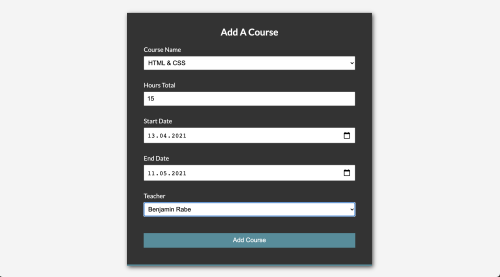 Add A Course
Course Name
HTML & CSS
Hours Total
15
Start Date
13.04.2021
End Date
11.05.2021
Teacher
Benjamin Rabe
Add Course